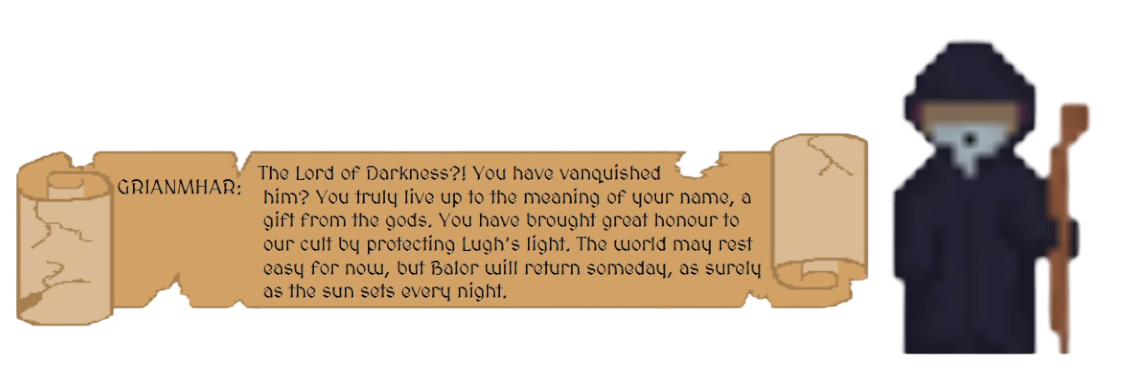 GRIANMHAR: The Lord of Darkness?! You have vanquished
him? You truly live up to the meaning of your name, a
gift from the gods. You have brought great honour to
our cult by protecting Lugh's light. The world may rest
easy for now, but Balor will return someday, as surely
as the sun sets every night.